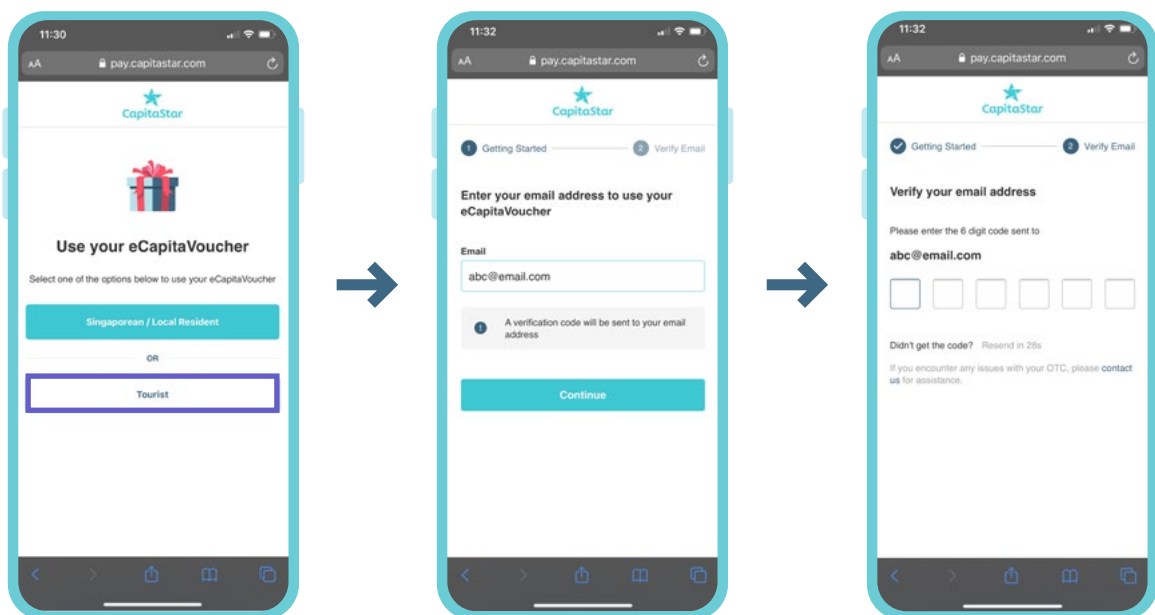 11:30
AA pay.capitastar.com
CapitaStar
Use your eCapitaVoucher
Select one of the options below to use your eCapitaVoucher
Singaporean / Local Resident
OR
Tourist
11:32
AA pay.capitastar.com
CapitaStar
1 Getting Started 2 Verify Email
Enter your email address to use your
eCapitaVoucher
Email
abc@email.com
A verification code will be sent to your email
address
Continue
11:32
AA pay.capitastar.com
CapitaStar
Getting Started 2 Verify Email
Verify your email address
Please enter the 6 digit code sent to
abc@email.com
Didn't get the code? Resend in 28s
If you encounter any issues with your OTC, please contact
us for assistance.